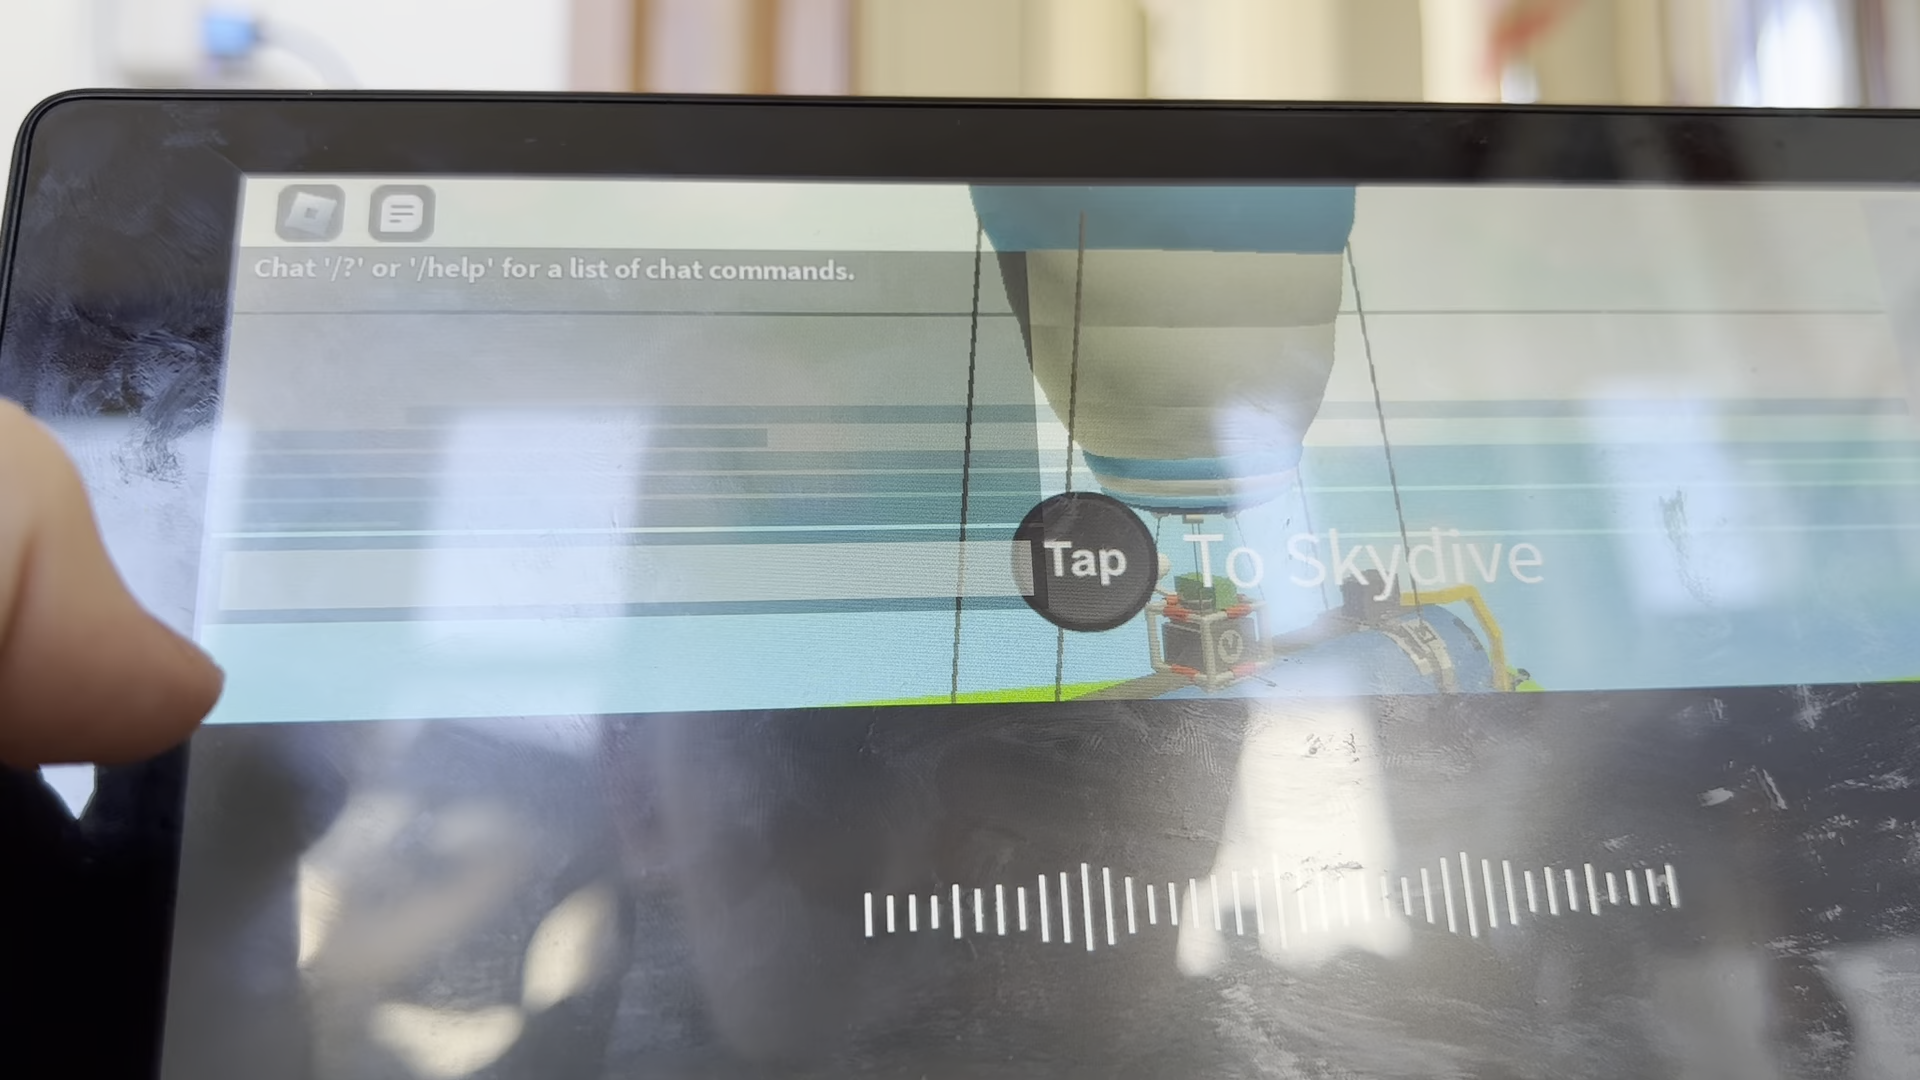 Chat '/?' or '/help' for a list of chat commands.
Tap To Skydive
V